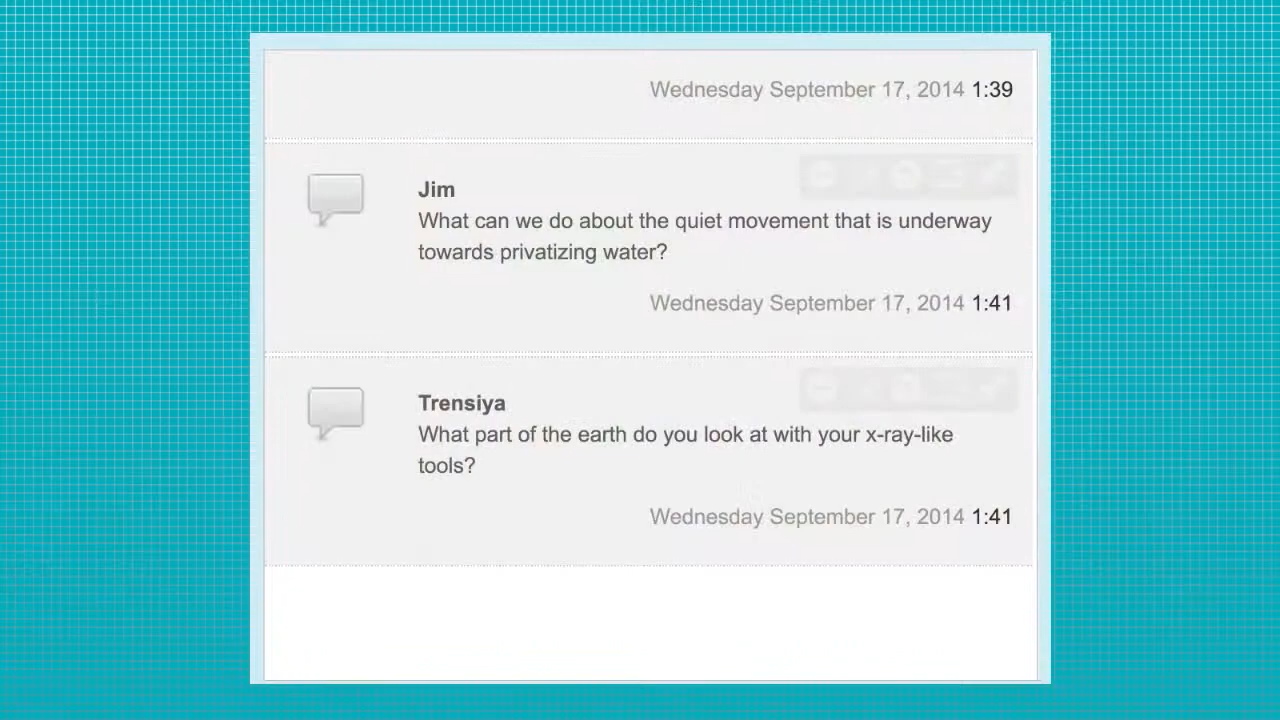 Wednesday September 17, 2014 1:39
Jim
What can we do about the quiet movement that is underway
towards privatizing water?
Wednesday September 17, 2014 1:41
Trensiya
What part of the earth do you look at with your x-ray-like
tools?
Wednesday September 17, 2014 1:41